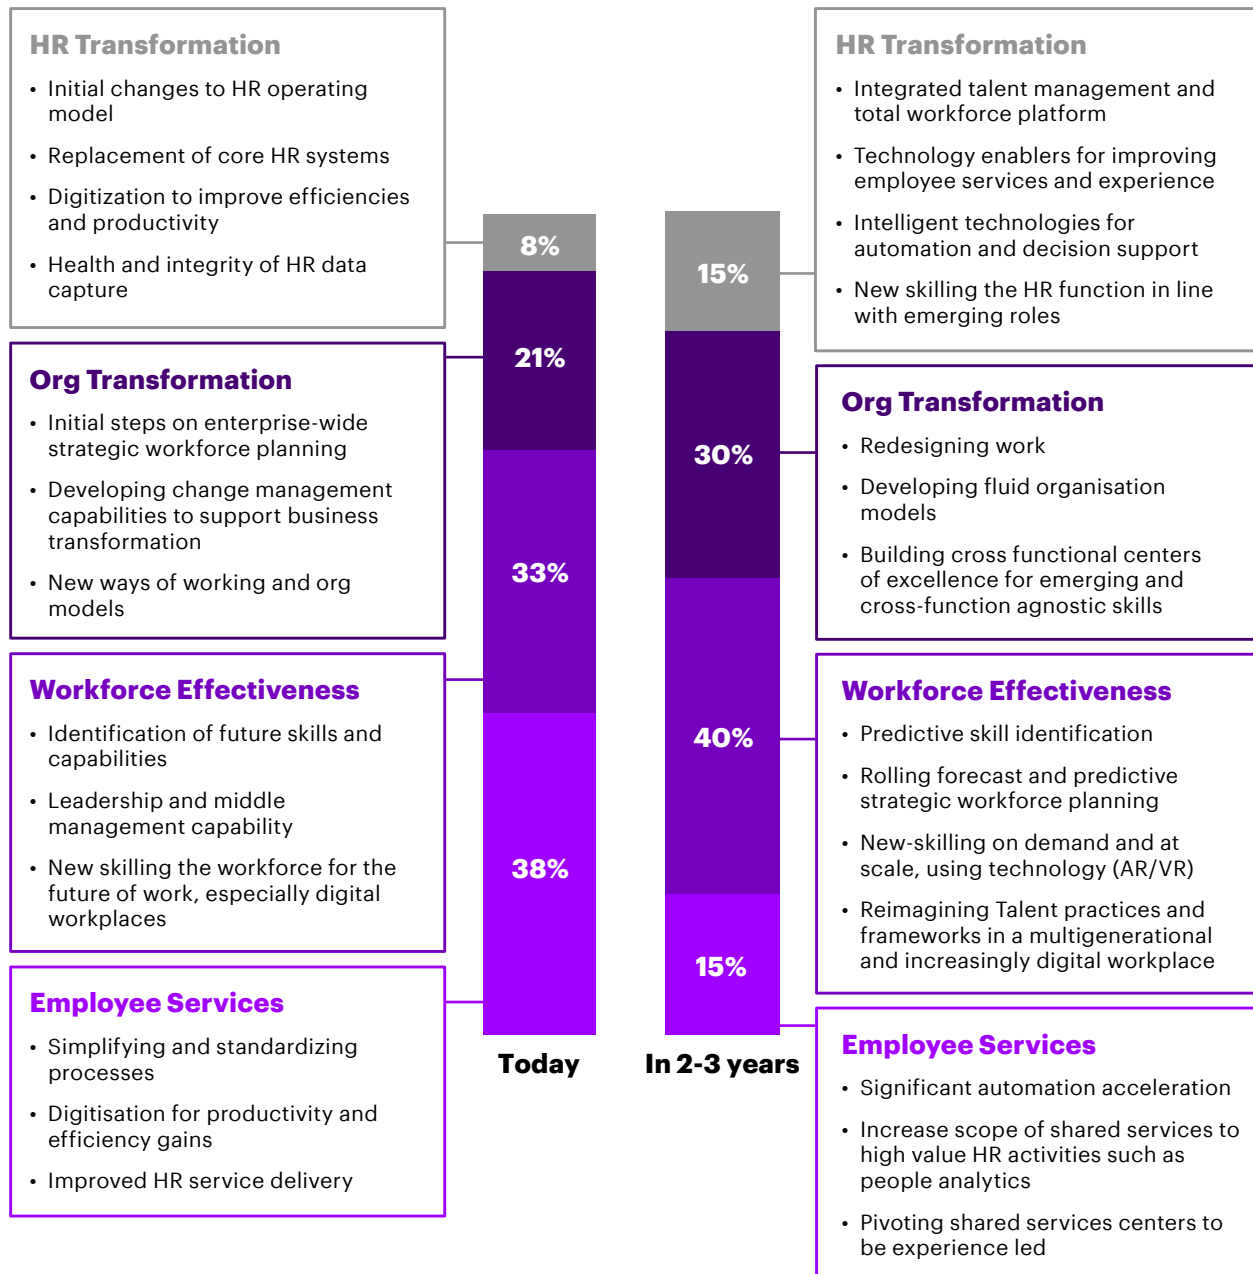 HR Transformation
• Initial changes to HR operating
model
• Replacement of core HR systems
• Digitization to improve efficiencies
and productivity
• Health and integrity of HR data
capture
Org Transformation
• Initial steps on enterprise-wide
strategic workforce planning
• Developing change management
capabilities to support business
transformation
• New ways of working and org
models
Workforce Effectiveness
• Identification of future skills and
capabilities
• Leadership and middle
management capability
• New skilling the workforce for the
future of work, especially digital
workplaces
Employee Services
• Simplifying and standardizing
processes
• Digitisation for productivity and
efficiency gains
• Improved HR service delivery
8%
21%
33%
38%
Today
15%
30%
40%
15%
In 2-3 years
HR Transformation
• Integrated talent management and
total workforce platform
• Technology enablers for improving
employee services and experience
• Intelligent technologies for
automation and decision support
• New skilling the HR function in line
with emerging roles
Org Transformation
• Redesigning work
• Developing fluid organisation
models
• Building cross functional centers
of excellence for emerging and
cross-function agnostic skills
Workforce Effectiveness
• Predictive skill identification
• Rolling forecast and predictive
strategic workforce planning
• New-skilling on demand and at
scale, using technology (AR/VR)
• Reimagining Talent practices and
frameworks in a multigenerational
and increasingly digital workplace
Employee Services
• Significant automation acceleration
• Increase scope of shared services to
high value HR activities such as
people analytics
• Pivoting shared services centers to
be experience led